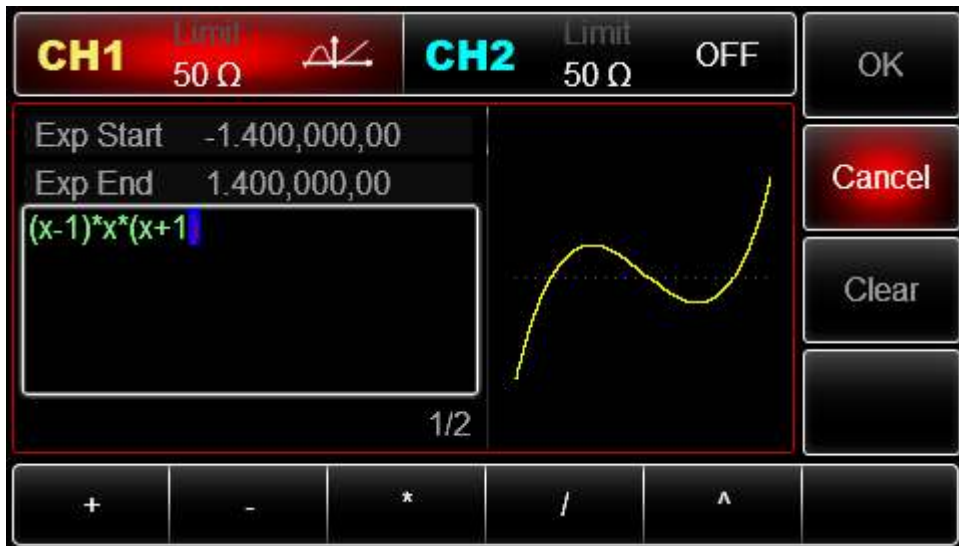 CH1 Limit 50 Ω
CH2 Limit 50 Ω OFF
OK
Exp Start -1.400,000,00
Exp End 1.400,000,00
Cancel
(x-1)*x*(x+1)
Clear
1/2
+ - * / ^